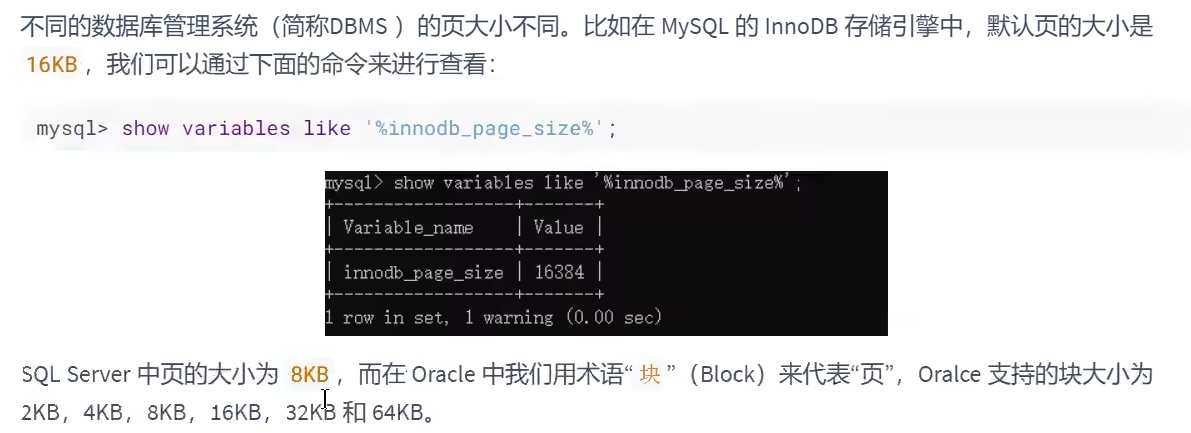 不同的数据库管理系统（简称DBMS ）的页大小不同。比如在 MySQL 的 InnoDB 存储引擎中，默认页的大小是
16KB ，我们可以通过下面的命令来进行查看：
mysql> show variables like '%innodb_page_size%';
mysql> show variables like '%innodb_page_size%';
+------------------+-------+
| Variable_name    | Value |
+------------------+-------+
| innodb_page_size | 16384 |
+------------------+-------+
1 row in set, 1 warning (0.00 sec)
SQL Server 中页的大小为 8KB ，而在 Oracle 中我们用术语“ 块 ”（Block）来代表“页”，Oralce 支持的块大小为
2KB，4KB，8KB，16KB，32KB 和 64KB。